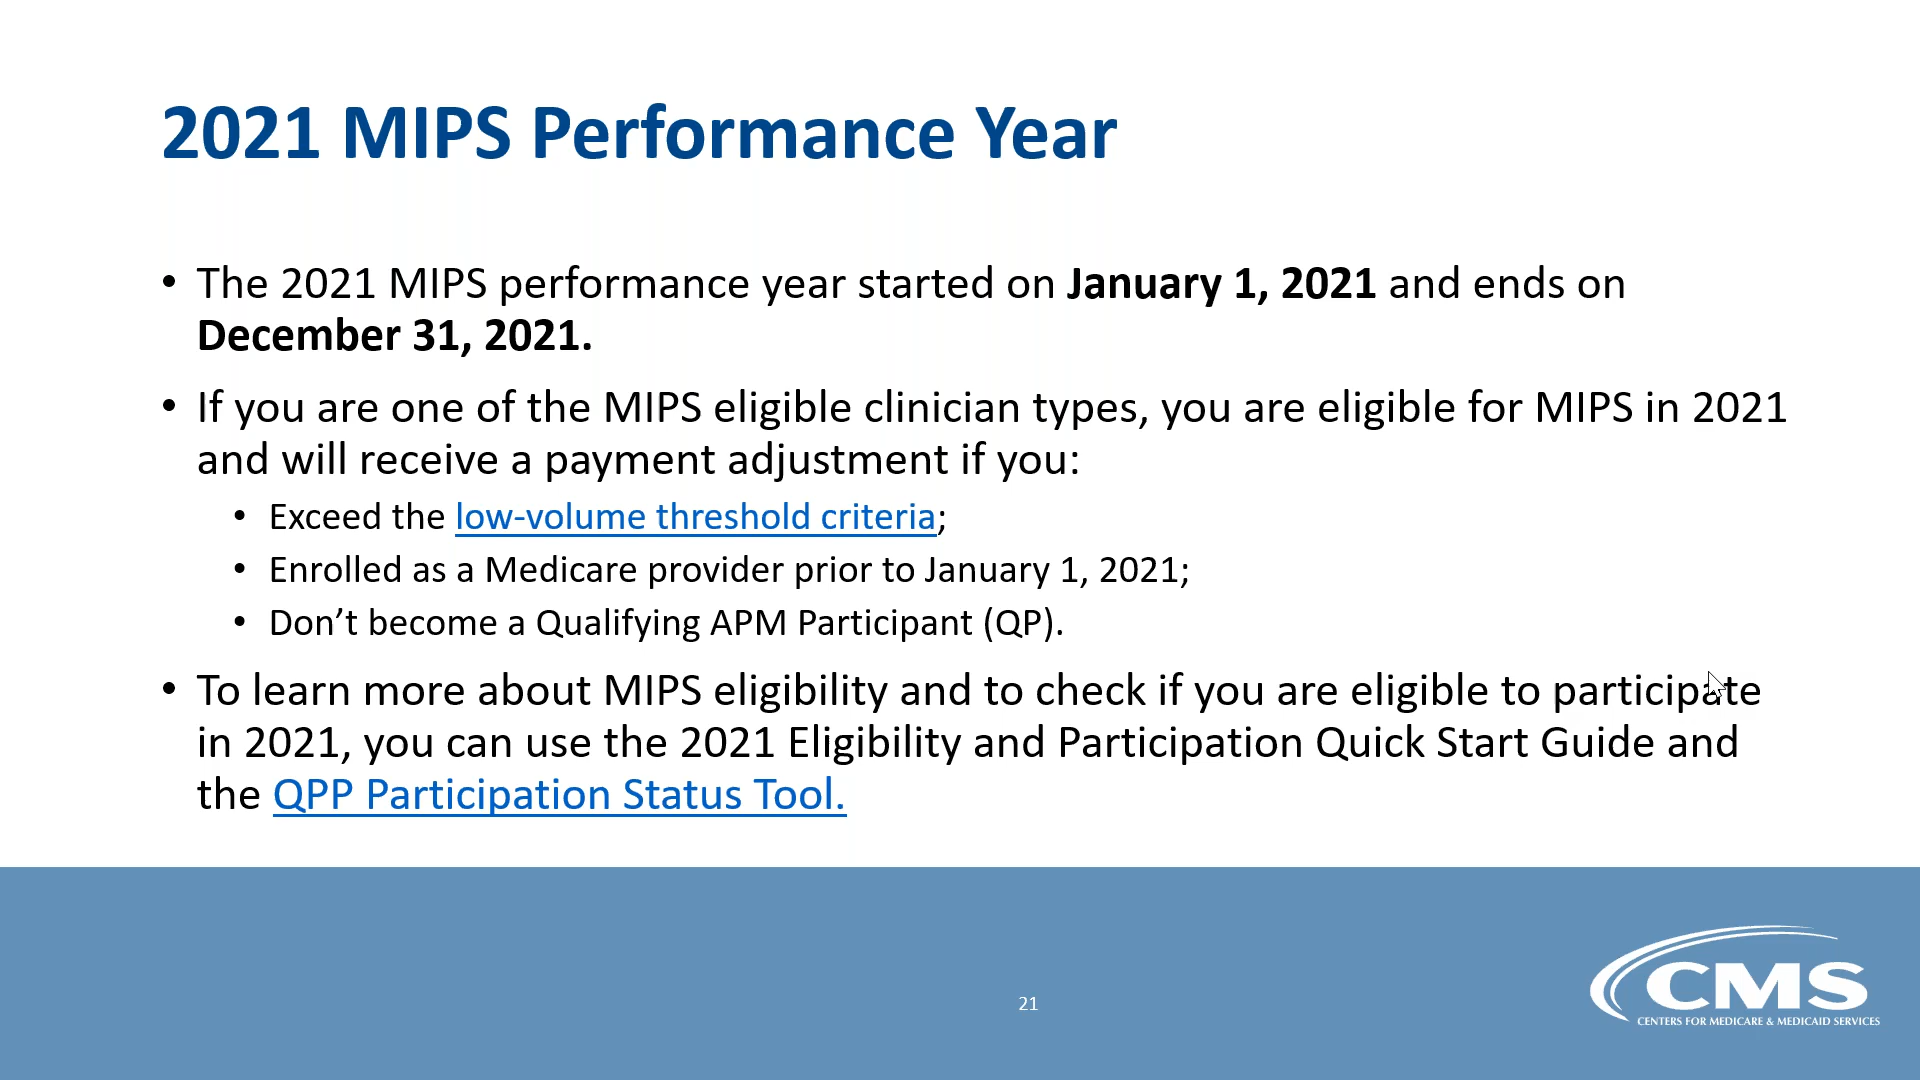 2021 MIPS Performance Year
• The 2021 MIPS performance year started on January 1, 2021 and ends on
December 31, 2021.
• If you are one of the MIPS eligible clinician types, you are eligible for MIPS in 2021
and will receive a payment adjustment if you:
• Exceed the low-volume threshold criteria;
• Enrolled as a Medicare provider prior to January 1, 2021;
• Don’t become a Qualifying APM Participant (QP).
• To learn more about MIPS eligibility and to check if you are eligible to participate
in 2021, you can use the 2021 Eligibility and Participation Quick Start Guide and
the QPP Participation Status Tool.
21
CMS
CENTERS FOR MEDICARE & MEDICAID SERVICES